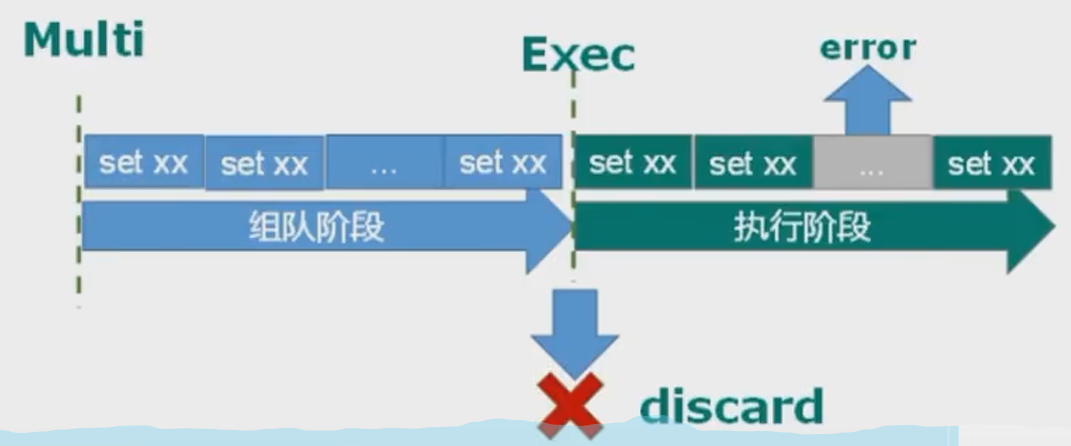 Multi
Exec
error
set xx
set xx
...
set xx
set xx
set xx
...
set xx
组队阶段
执行阶段
discard